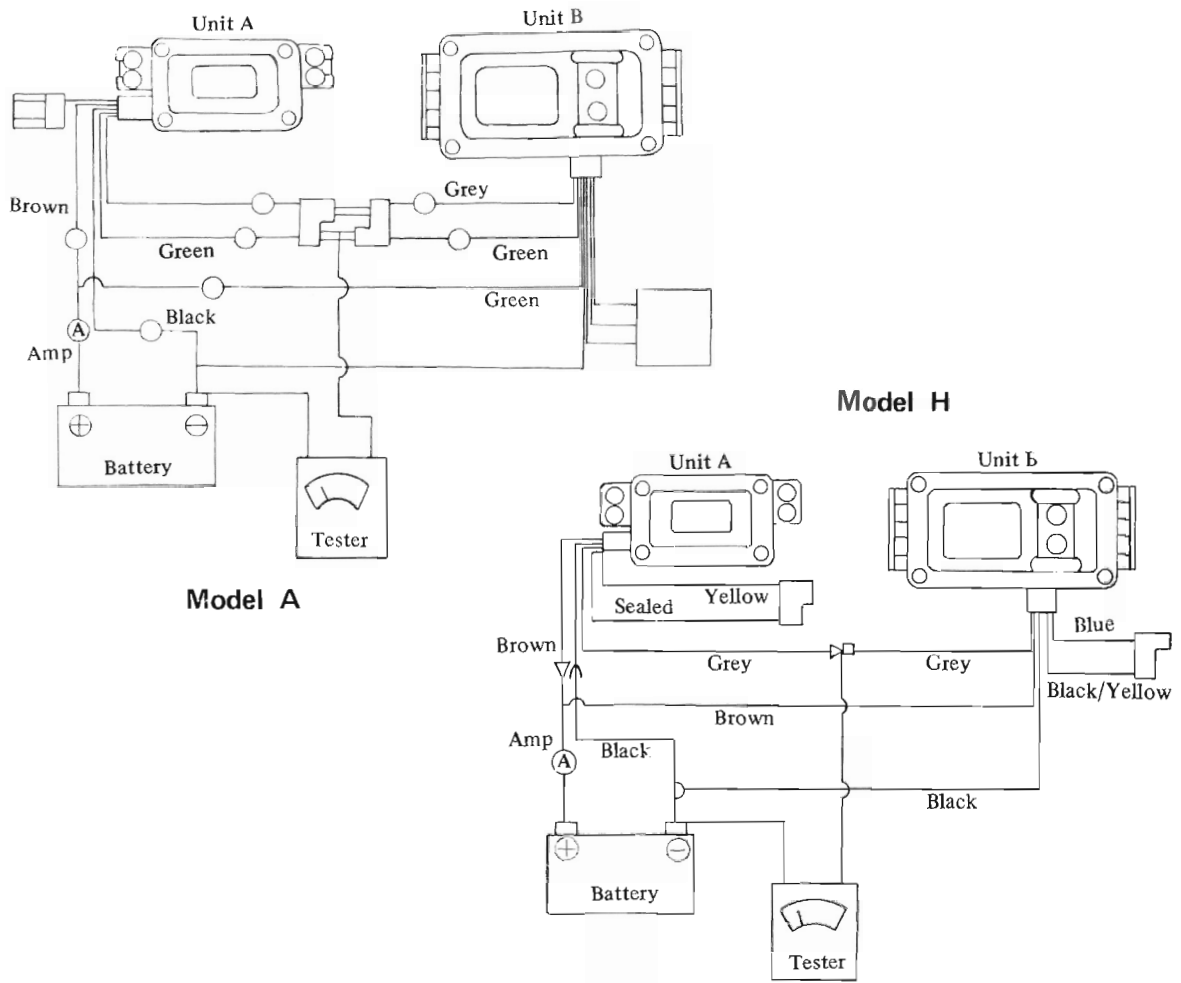 Unit A
Unit B
Brown
Grey
Green
Green
Green
Black
A
Amp
+
−
Battery
Tester
Model A
Model H
Unit A
Unit b
Yellow
Sealed
Blue
Brown
Grey
Grey
Black/Yellow
Brown
Amp
Black
A
Black
+
−
Battery
Tester